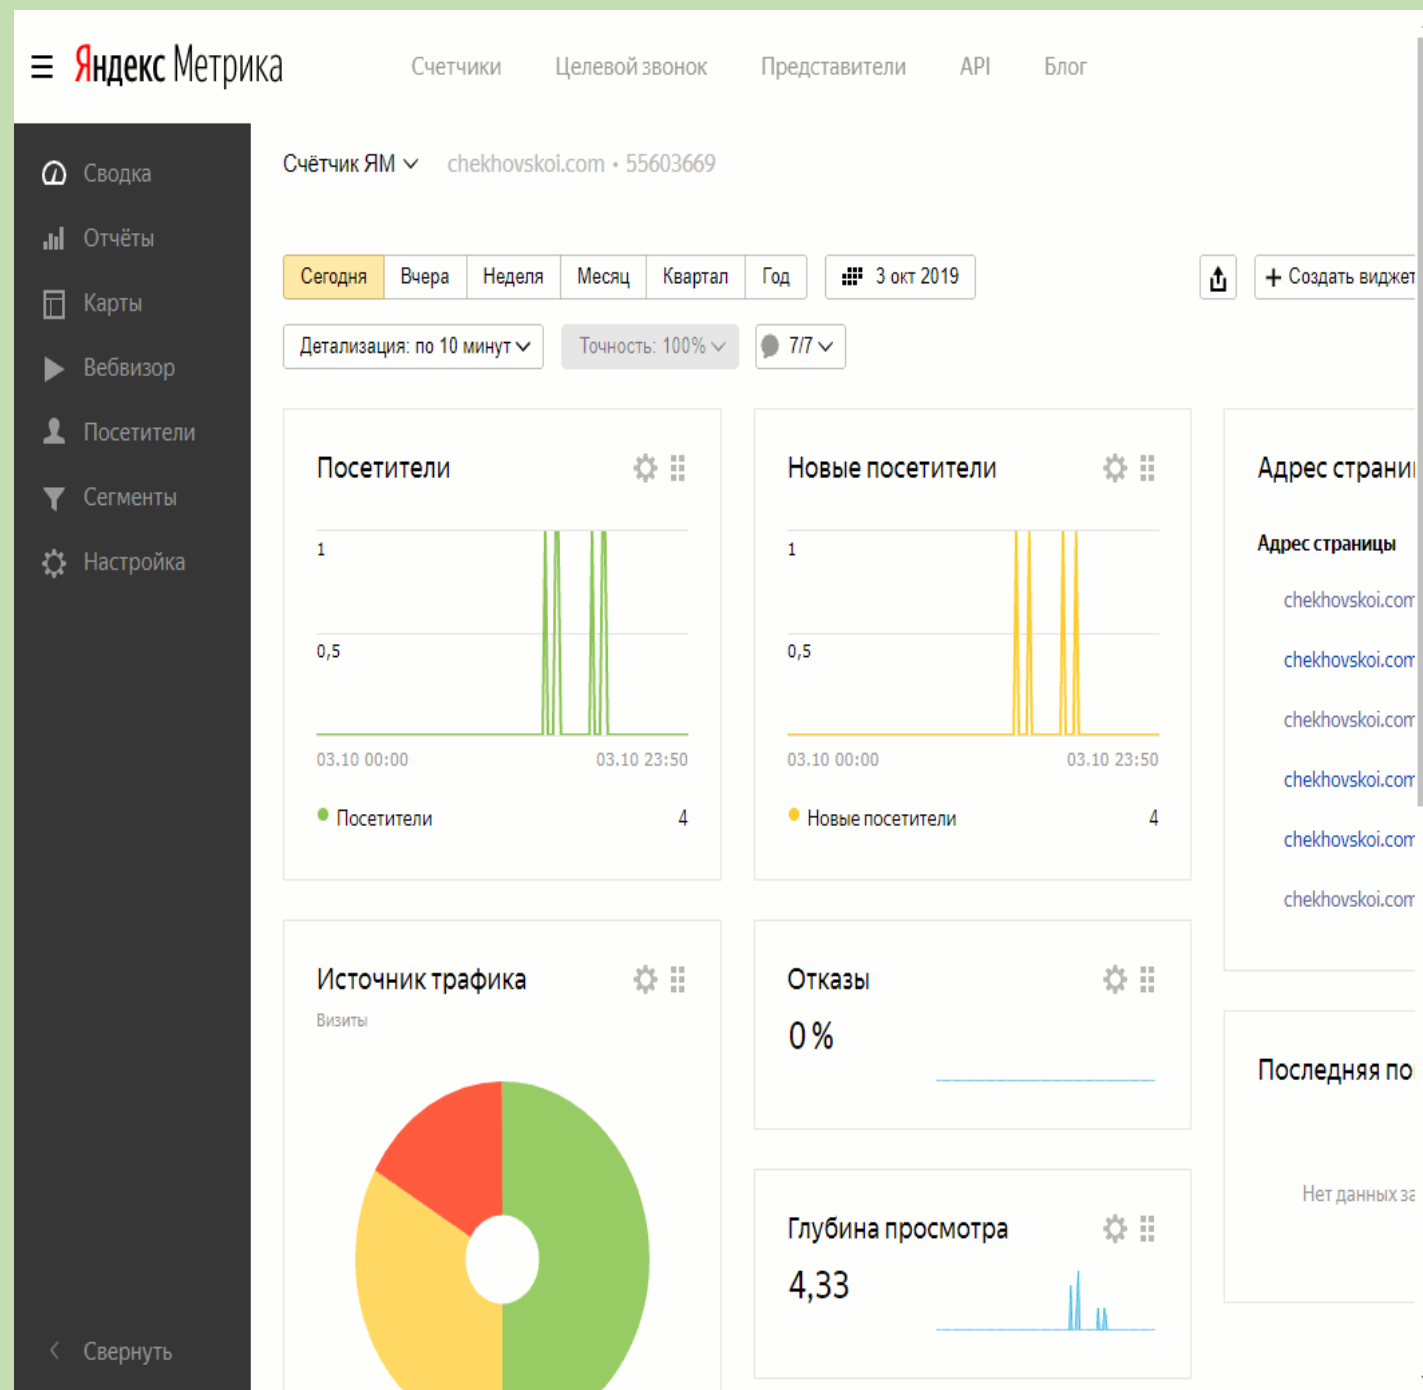 Яндекс Метрика
Счетчики
Целевой звонок
Представители
API
Блог
Сводка
Отчёты
Карты
Вебвизор
Посетители
Сегменты
Настройка
Свернуть
Счётчик ЯМ chekhovskoi.com • 55603669
Сегодня Вчера Неделя Месяц Квартал Год 3 окт 2019
+ Создать виджет
Детализация: по 10 минут Точность: 100% 7/7
Посетители
1
0,5
03.10 00:00 03.10 23:50
Посетители 4
Новые посетители
1
0,5
03.10 00:00 03.10 23:50
Новые посетители 4
Адрес
Адрес страницы
chekhovskoi.com
chekhovskoi.com
chekhovskoi.com
chekhovskoi.com
chekhovskoi.com
chekhovskoi.com
Источник трафика
Визиты
Отказы
0 %
Глубина просмотра
4,33
Последняя
Нет данных за